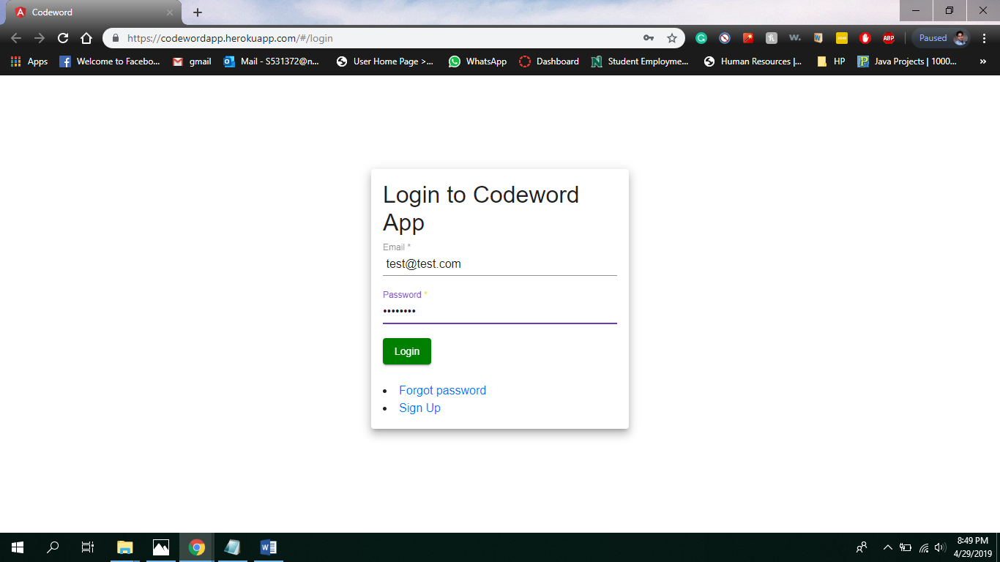 Codeword
https://codewordapp.herokuapp.com/#/login
W.
ABP
Paused
Apps
Welcome to Facebo...
gmail
Mail - S531372@n...
User Home Page >...
WhatsApp
Dashboard
Student Employme...
Human Resources |...
HP
Java Projects | 1000...
»
Login to Codeword
App
Email *
test@test.com
Password *
••••••••
Login
• Forgot password
• Sign Up
8:49 PM
4/29/2019